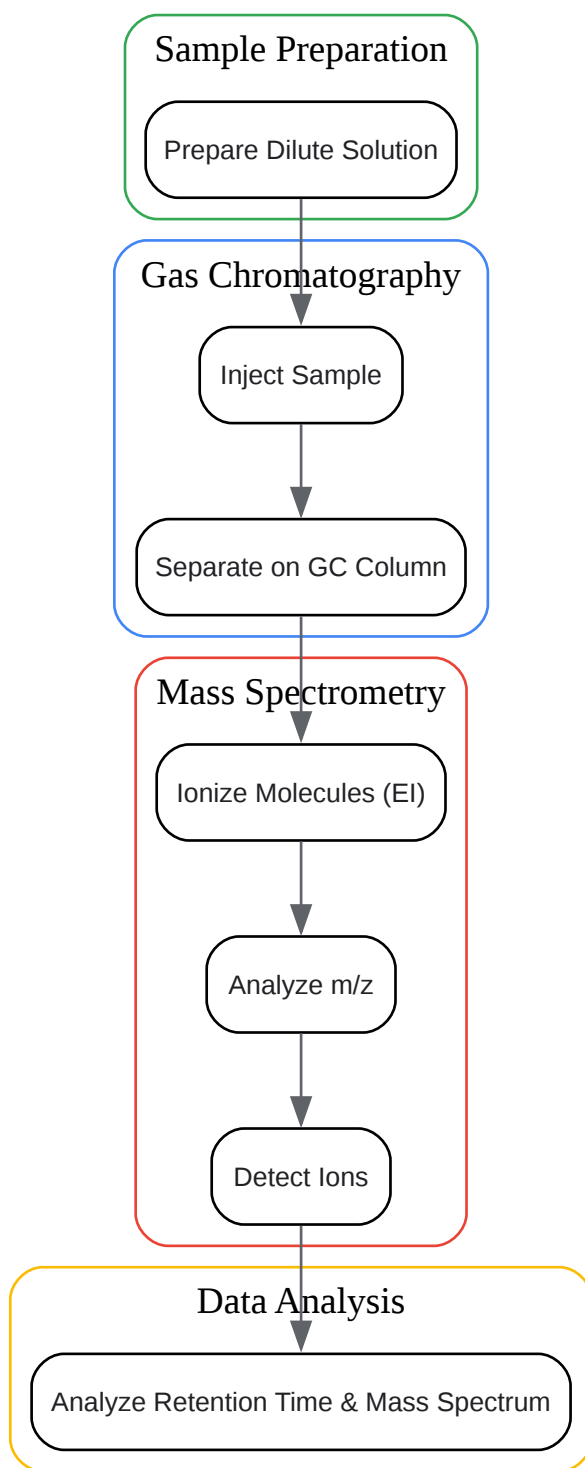 Sample Preparation
Prepare Dilute Solution
Gas Chromatography
Inject Sample
Separate on GC Column
Mass Spectrometry
Ionize Molecules (EI)
Analyze m/z
Detect Ions
Data Analysis
Analyze Retention Time & Mass Spectrum